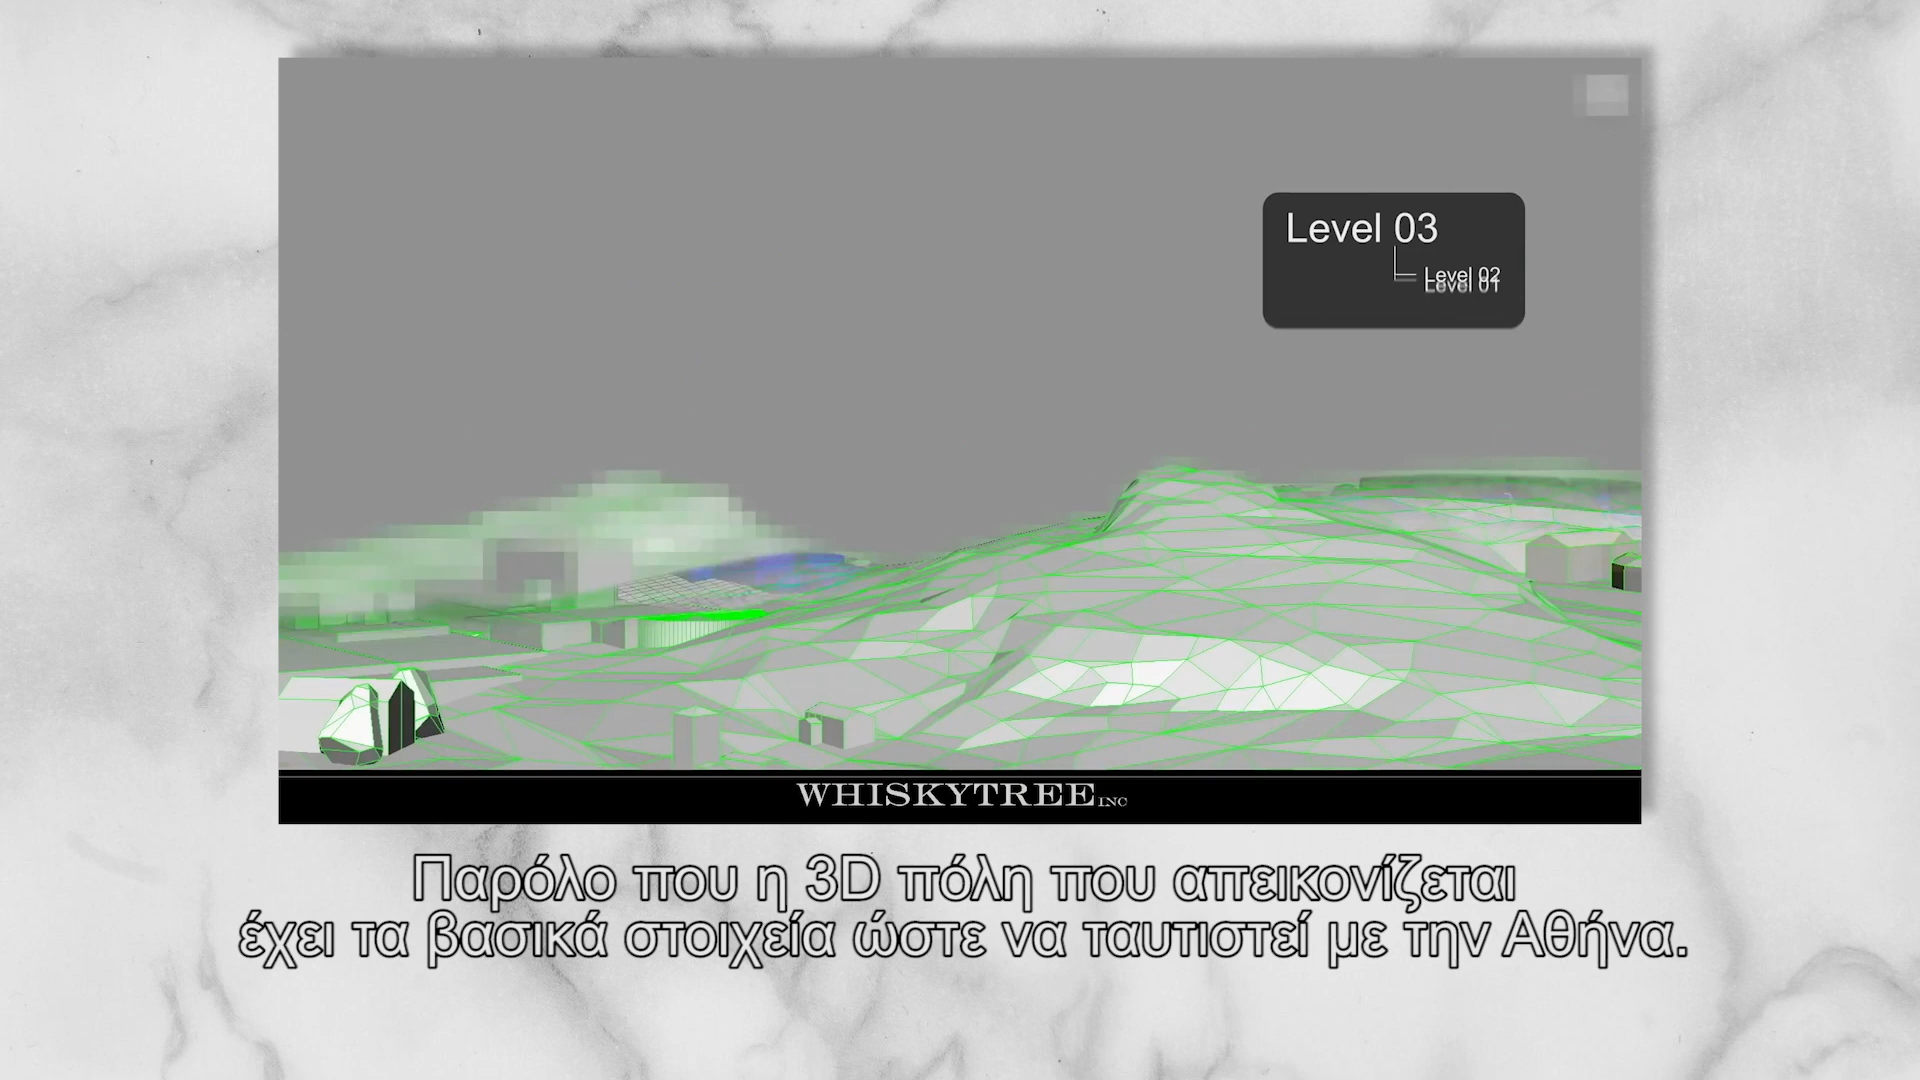 Level 03
Level 02
Level 01
WHISKYTREE INC
Παρόλο που η 3D πόλη που απεικονίζεται
έχει τα βασικά στοιχεία ώστε να ταυτιστεί με την Αθήνα.